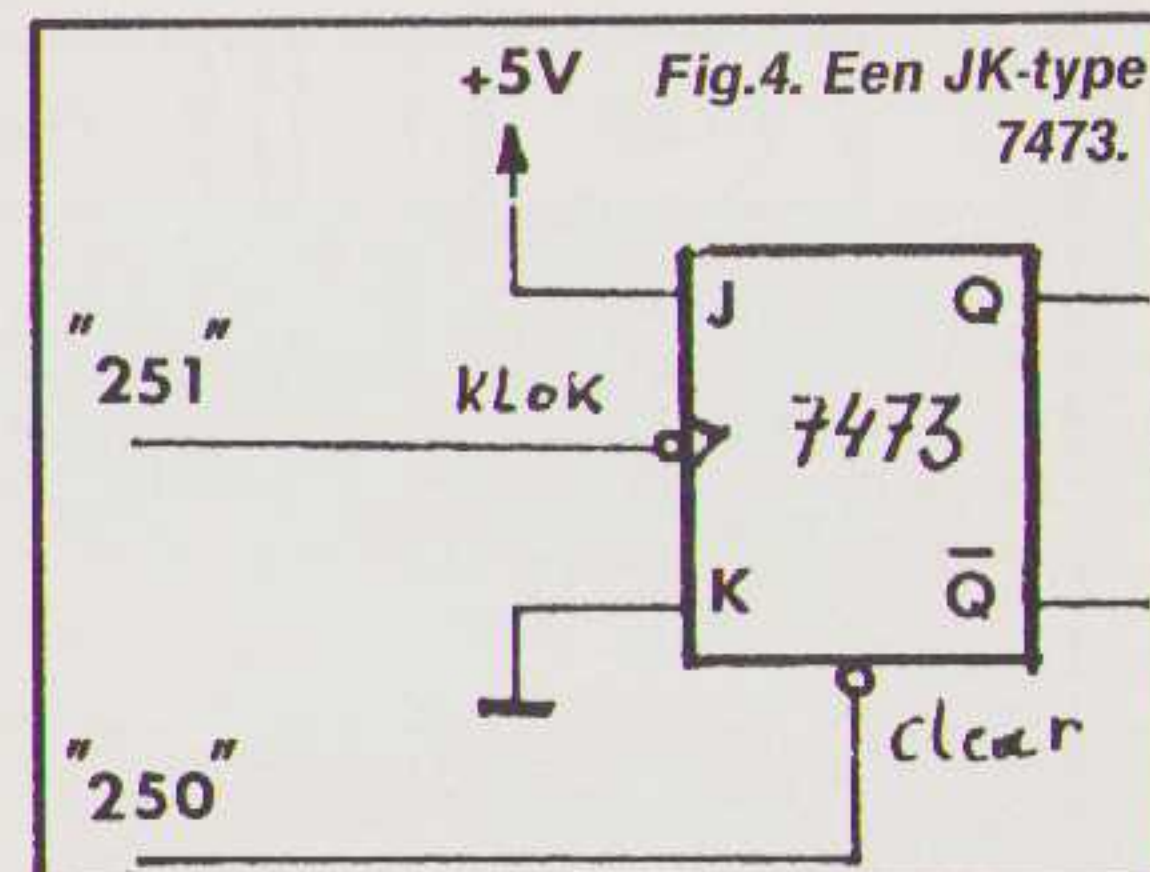 +5V Fig.4. Een JK-type
7473.
J Q
"251"
KLoK
7473
K Q̅
clear
"250"